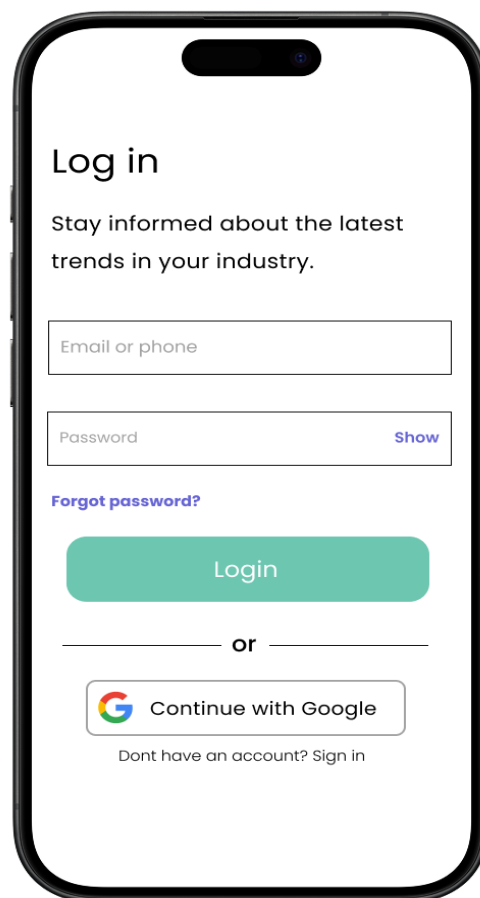 Log in
Stay informed about the latest
trends in your industry.
Email or phone
Password Show
Forgot password?
Login
or
Continue with Google
Dont have an account? Sign in